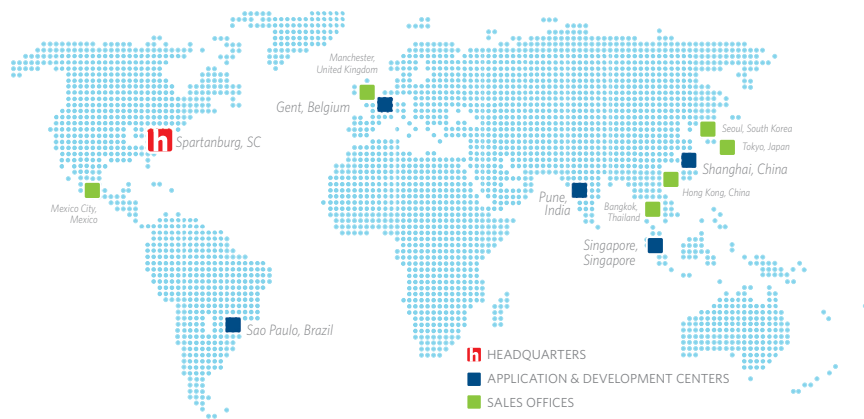 Manchester,
United Kingdom
Gent, Belgium
h Spartanburg, SC
Seoul, South Korea
Tokyo, Japan
Shanghai, China
Hong Kong, China
Pune,
India
Bangkok,
Thailand
Mexico City,
Mexico
Singapore,
Singapore
Sao Paulo, Brazil
h HEADQUARTERS
APPLICATION & DEVELOPMENT CENTERS
SALES OFFICES